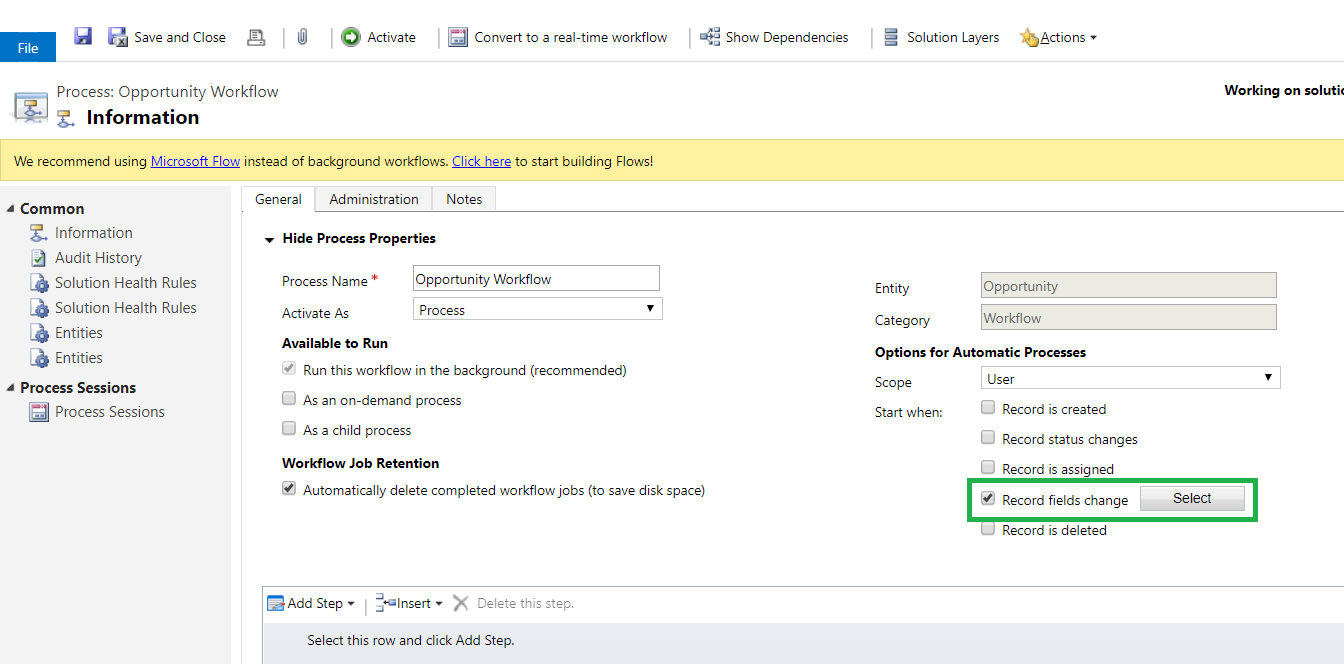 File
Save and Close
Activate
Convert to a real-time workflow
Show Dependencies
Solution Layers
Actions
Process: Opportunity Workflow
Information
Working on solutio
We recommend using Microsoft Flow instead of background workflows. Click here to start building Flows!
Common
Information
Audit History
Solution Health Rules
Solution Health Rules
Entities
Entities
Process Sessions
Process Sessions
General
Administration
Notes
Hide Process Properties
Process Name *
Opportunity Workflow
Activate As
Process
Available to Run
Run this workflow in the background (recommended)
As an on-demand process
As a child process
Workflow Job Retention
Automatically delete completed workflow jobs (to save disk space)
Entity
Opportunity
Category
Workflow
Options for Automatic Processes
Scope
User
Start when:
Record is created
Record status changes
Record is assigned
Record fields change
Select
Record is deleted
Add Step
Insert
Delete this step.
Select this row and click Add Step.